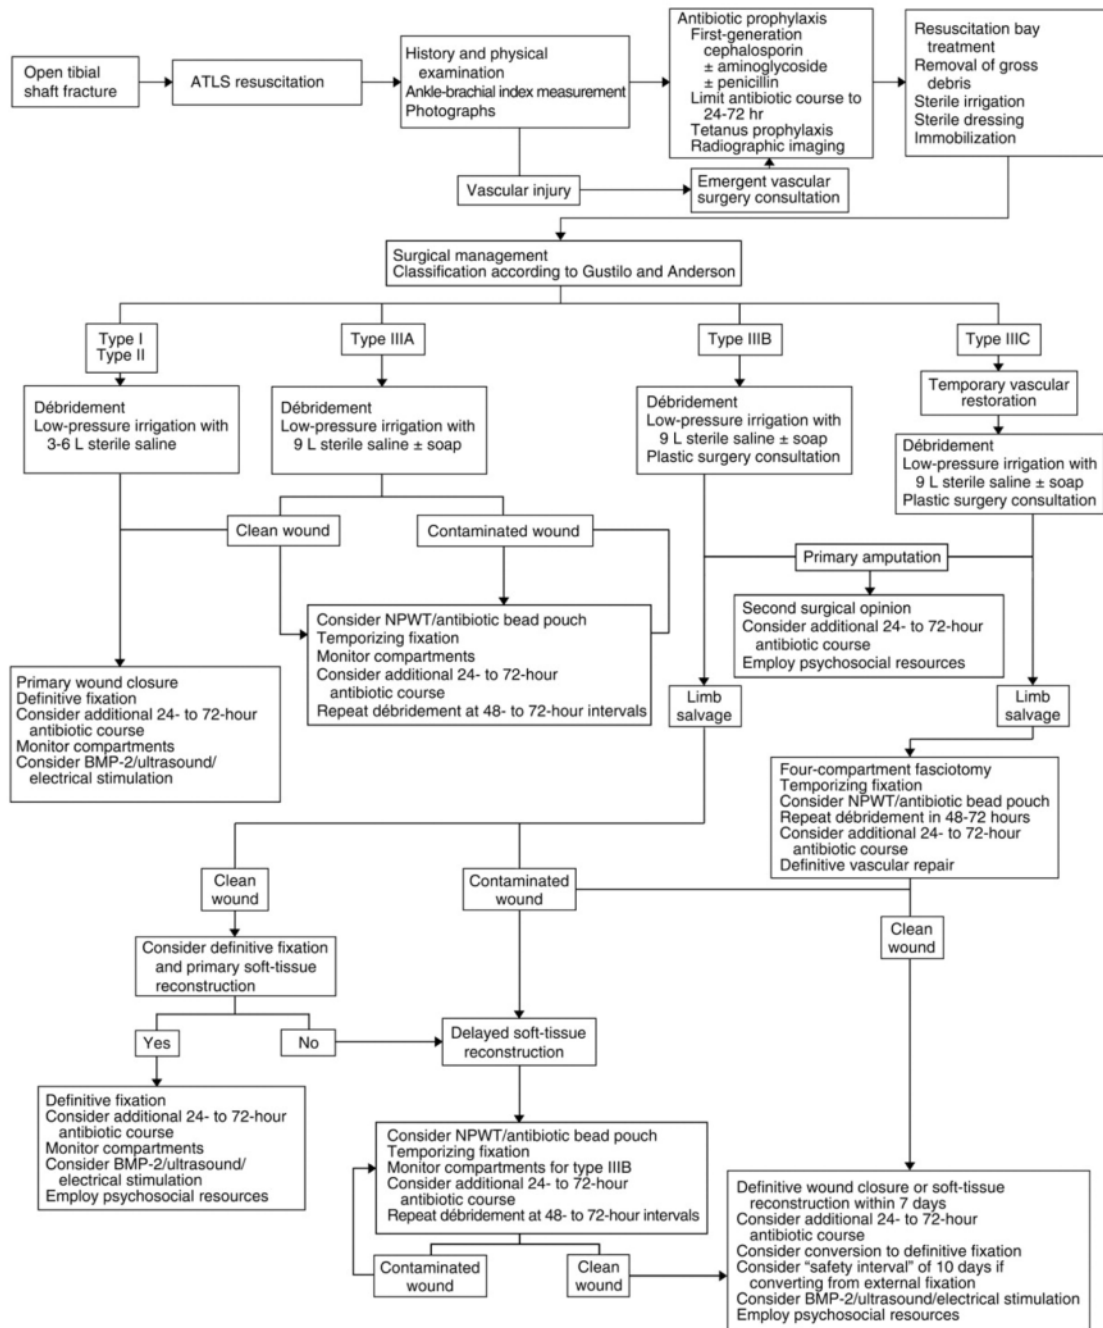 Open tibial
shaft fracture
ATLS resuscitation
History and physical
examination
Ankle-brachial index measurement
Photographs
Antibiotic prophylaxis
First-generation
cephalosporin
± aminoglycoside
± penicillin
Limit antibiotic course to
24-72 hr
Tetanus prophylaxis
Radiographic imaging
Resuscitation bay
treatment
Removal of gross
debris
Sterile irrigation
Sterile dressing
Immobilization
Vascular injury
Emergent vascular
surgery consultation
Surgical management
Classification according to Gustilo and Anderson
Type I
Type II
Type IIIA
Type IIIB
Type IIIC
Temporary vascular
restoration
Débridement
Low-pressure irrigation with
3-6 L sterile saline
Débridement
Low-pressure irrigation with
9 L sterile saline ± soap
Débridement
Low-pressure irrigation with
9 L sterile saline ± soap
Plastic surgery consultation
Débridement
Low-pressure irrigation with
9 L sterile saline ± soap
Plastic surgery consultation
Clean wound
Contaminated wound
Primary amputation
Second surgical opinion
Consider additional 24- to 72-hour
antibiotic course
Employ psychosocial resources
Consider NPWT/antibiotic bead pouch
Temporizing fixation
Monitor compartments
Consider additional 24- to 72-hour
antibiotic course
Repeat débridement at 48- to 72-hour intervals
Primary wound closure
Definitive fixation
Consider additional 24- to 72-hour
antibiotic course
Monitor compartments
Consider BMP-2/ultrasound/
electrical stimulation
Limb
salvage
Limb
salvage
Four-compartment fasciotomy
Temporizing fixation
Consider NPWT/antibiotic bead pouch
Repeat débridement in 48-72 hours
Consider additional 24- to 72-hour
antibiotic course
Definitive vascular repair
Clean
wound
Contaminated
wound
Clean
wound
Consider definitive fixation
and primary soft-tissue
reconstruction
Yes
No
Delayed soft-tissue
reconstruction
Definitive fixation
Consider additional 24- to 72-hour
antibiotic course
Monitor compartments
Consider BMP-2/ultrasound/
electrical stimulation
Employ psychosocial resources
Consider NPWT/antibiotic bead pouch
Temporizing fixation
Monitor compartments for type IIIB
Consider additional 24- to 72-hour
antibiotic course
Repeat débridement at 48- to 72-hour intervals
Contaminated
wound
Clean
wound
Definitive wound closure or soft-tissue
reconstruction within 7 days
Consider additional 24- to 72-hour
antibiotic course
Consider conversion to definitive fixation
Consider “safety interval” of 10 days if
converting from external fixation
Consider BMP-2/ultrasound/electrical stimulation
Employ psychosocial resources